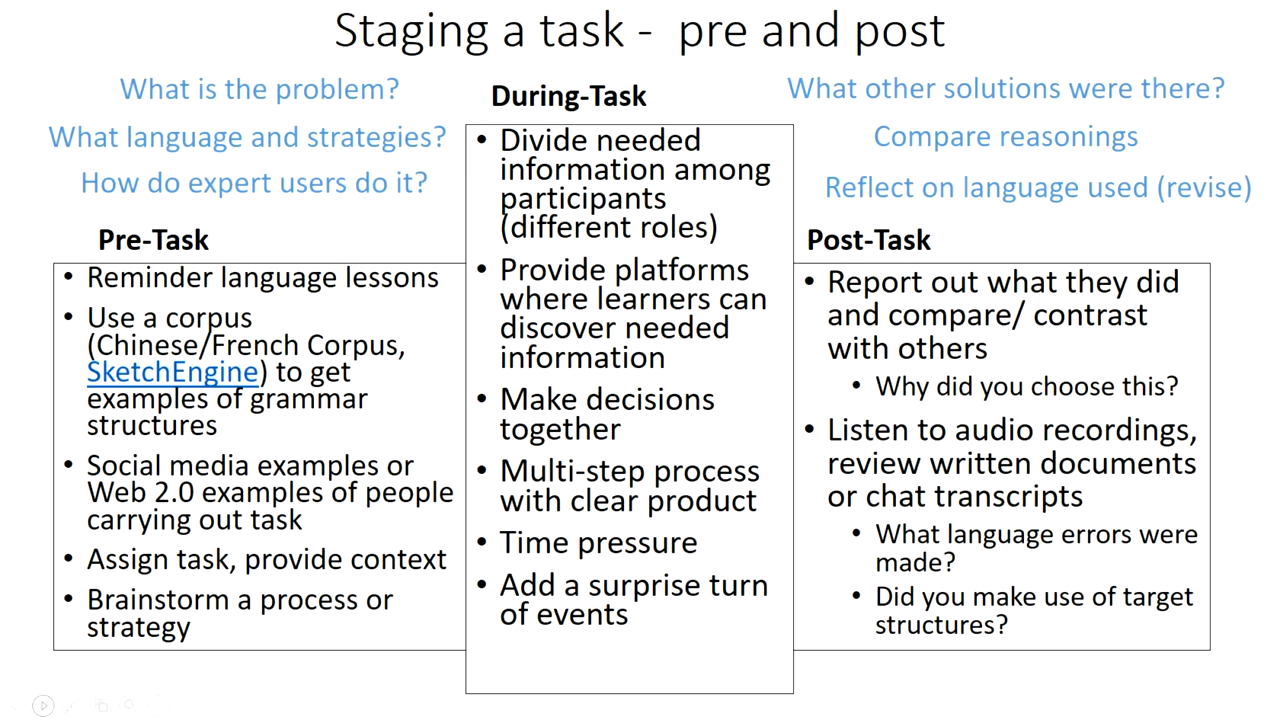 Staging a task - pre and post
What is the problem?
What language and strategies?
How do expert users do it?
Pre-Task
• Reminder language lessons
• Use a corpus
(Chinese/French Corpus,
SketchEngine) to get
examples of grammar
structures
• Social media examples or
Web 2.0 examples of people
carrying out task
• Assign task, provide context
• Brainstorm a process or
strategy
During-Task
• Divide needed
information among
participants
(different roles)
• Provide platforms
where learners can
discover needed
information
• Make decisions
together
• Multi-step process
with clear product
• Time pressure
• Add a surprise turn
of events
What other solutions were there?
Compare reasonings
Reflect on language used (revise)
Post-Task
• Report out what they did
and compare/ contrast
with others
• Why did you choose this?
• Listen to audio recordings,
review written documents
or chat transcripts
• What language errors were
made?
• Did you make use of target
structures?